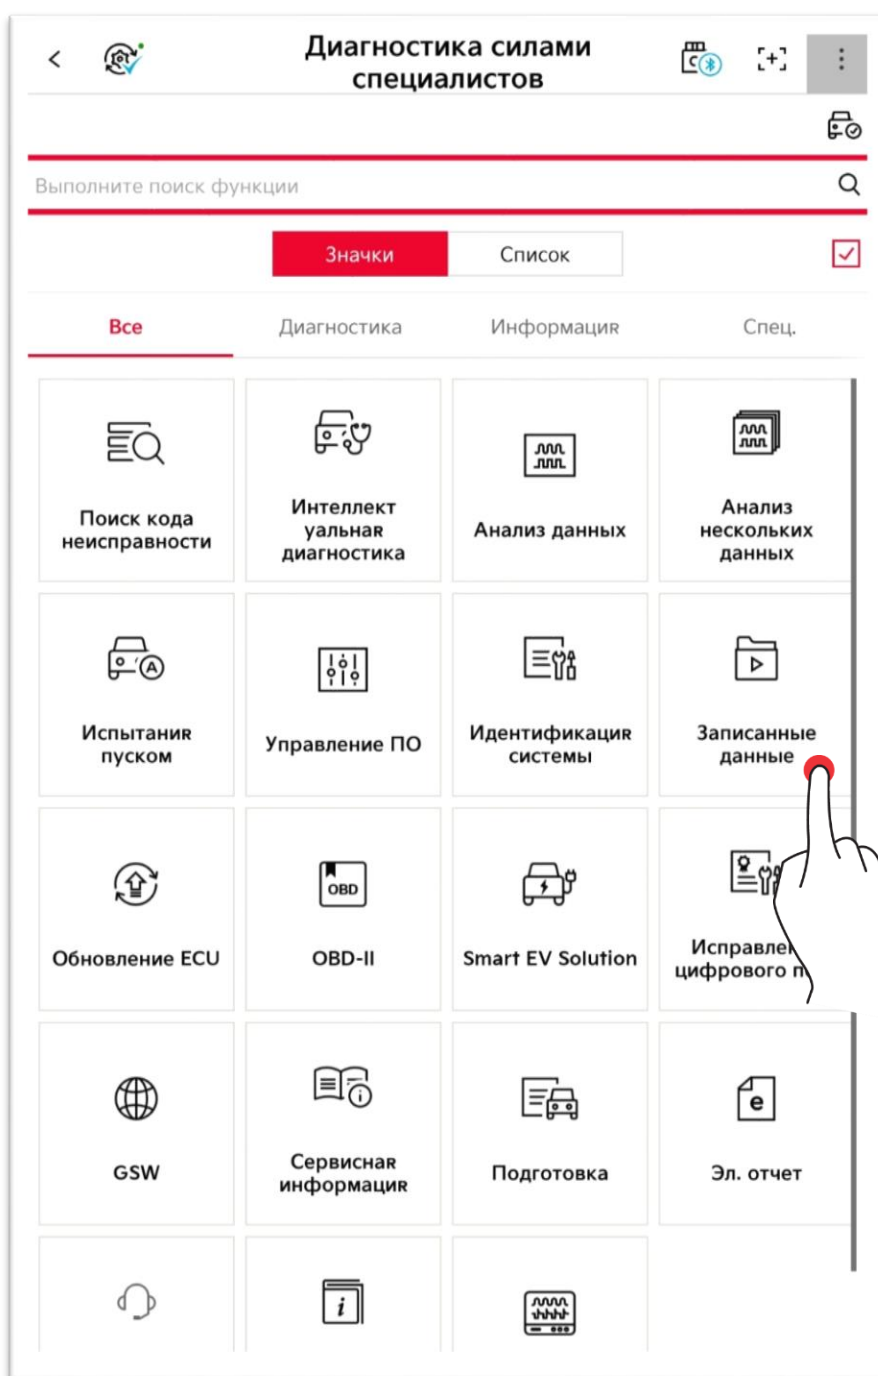 Диагностика силами
специалистов
Выполните поиск функции
Значки
Список
Все
Диагностика
Информация
Спец.
Поиск кода
неисправности
Интеллект
уальная
диагностика
Анализ данных
Анализ
нескольких
данных
Испытания
пуском
Управление ПО
Идентификация
системы
Записанные
данные
A
Обновление ECU
OBD
OBD-II
Smart EV Solution
Исправлен
цифрового п
GSW
Сервисная
информация
Подготовка
e
Эл. отчет
i